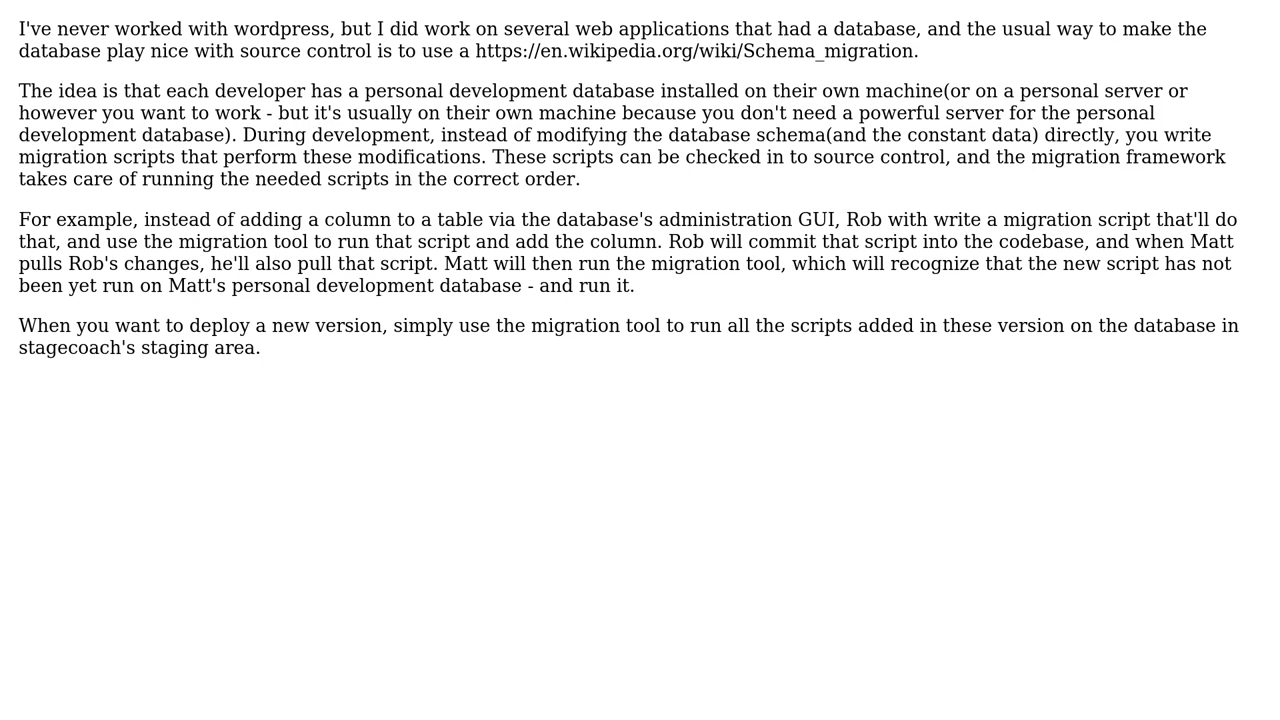 I've never worked with wordpress, but I did work on several web applications that had a database, and the usual way to make the
database play nice with source control is to use a https://en.wikipedia.org/wiki/Schema_migration.
The idea is that each developer has a personal development database installed on their own machine(or on a personal server or
however you want to work - but it's usually on their own machine because you don't need a powerful server for the personal
development database). During development, instead of modifying the database schema(and the constant data) directly, you write
migration scripts that perform these modifications. These scripts can be checked in to source control, and the migration framework
takes care of running the needed scripts in the correct order.
For example, instead of adding a column to a table via the database's administration GUI, Rob with write a migration script that'll do
that, and use the migration tool to run that script and add the column. Rob will commit that script into the codebase, and when Matt
pulls Rob's changes, he'll also pull that script. Matt will then run the migration tool, which will recognize that the new script has not
been yet run on Matt's personal development database - and run it.
When you want to deploy a new version, simply use the migration tool to run all the scripts added in these version on the database in
stagecoach's staging area.